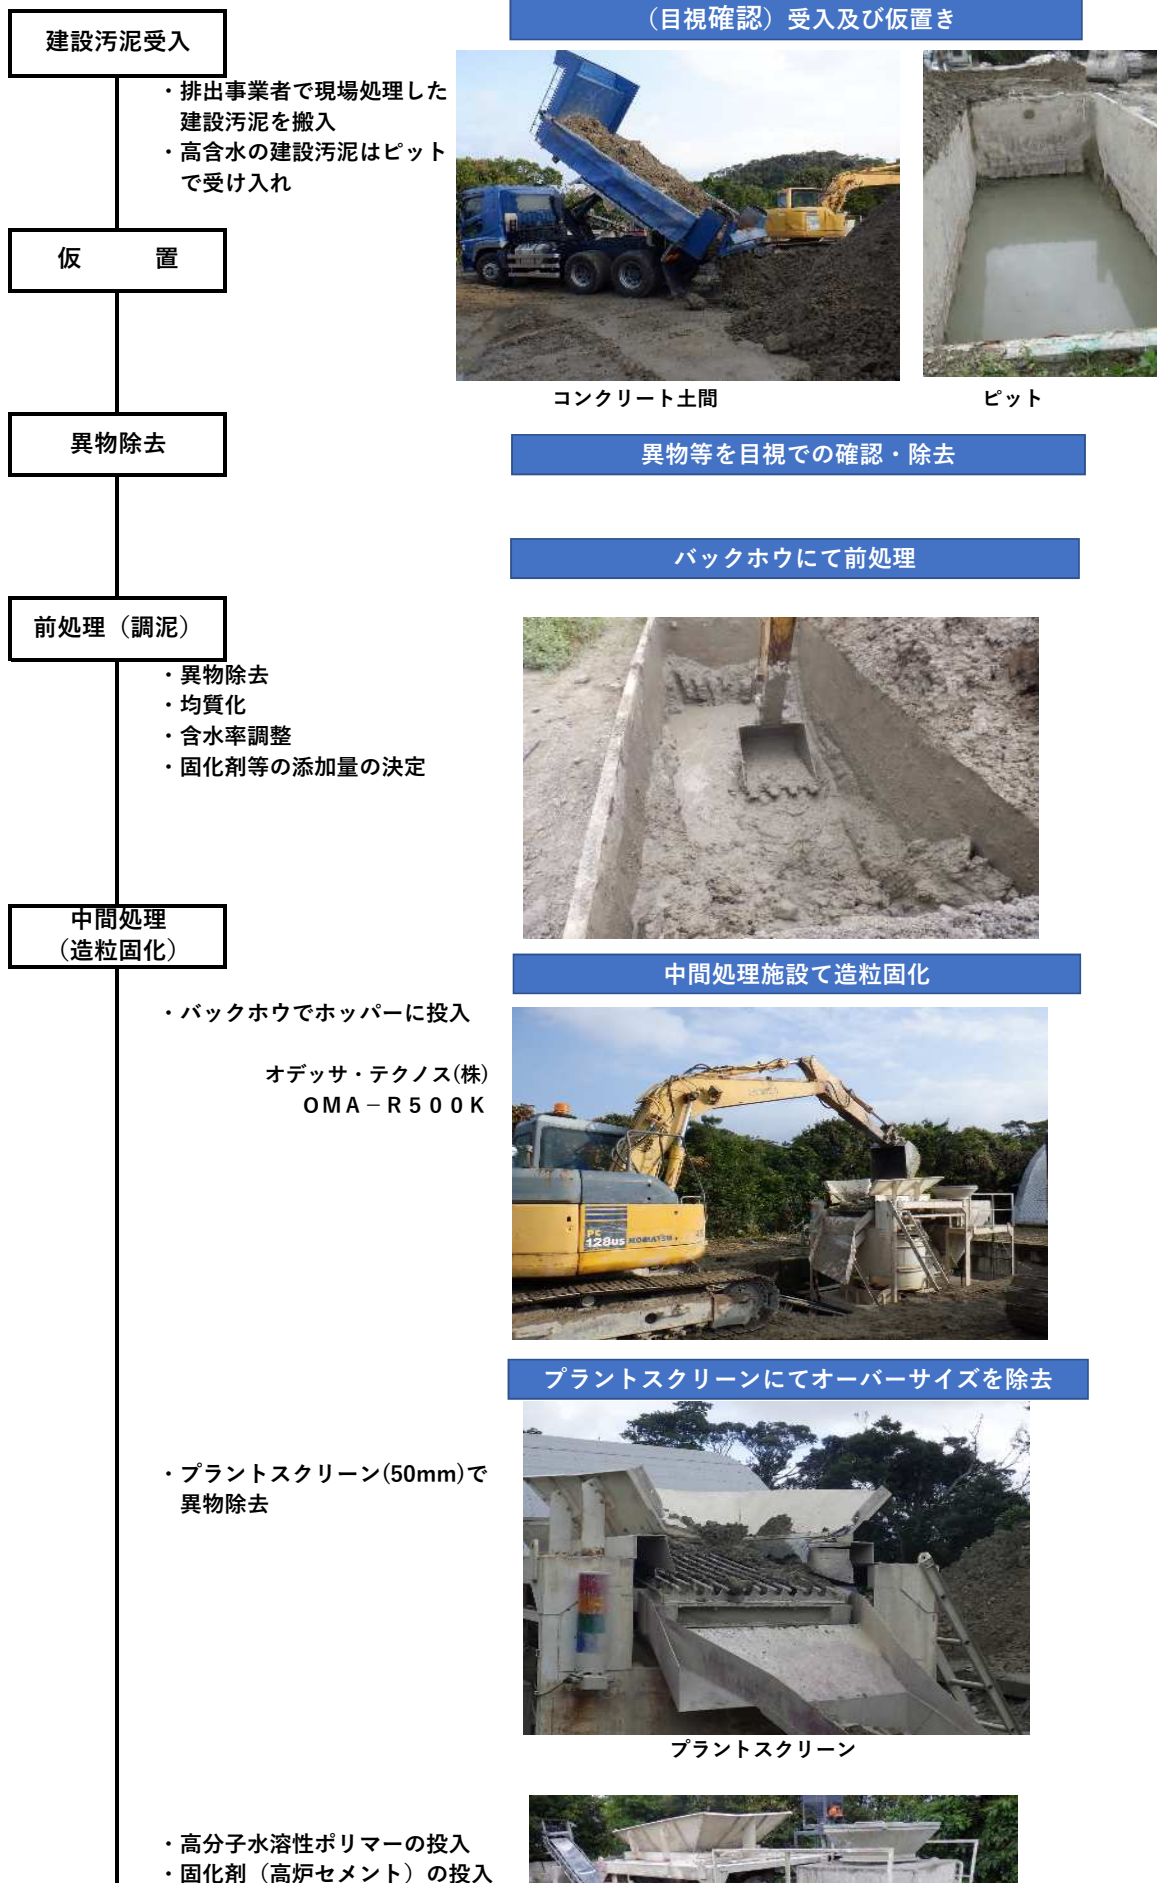 建設汚泥受入
・排出事業者で現場処理した
建設汚泥を搬入
・高含水の建設汚泥はピット
で受け入れ
（目視確認）受入及び仮置き
コンクリート土間
ピット
仮　　　置
異物除去
異物等を目視での確認・除去
バックホウにて前処理
前処理（調泥）
・異物除去
・均質化
・含水率調整
・固化剤等の添加量の決定
中間処理
（造粒固化）
中間処理施設て造粒固化
・バックホウでホッパーに投入
オデッサ・テクノス(株)
ＯＭＡ－Ｒ５００Ｋ
PC
128US KOMATSU
プラントスクリーンにてオーバーサイズを除去
・プラントスクリーン(50mm)で
異物除去
プラントスクリーン
・高分子水溶性ポリマーの投入
・固化剤（高炉セメント）の投入